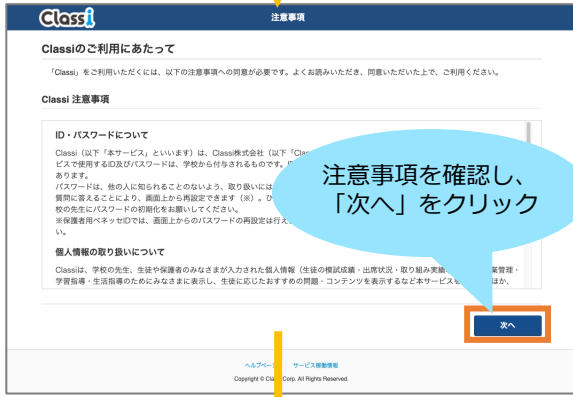 Classi
注意事項
Classiのご利用にあたって
「Classi」をご利用いただくには、以下の注意事項への同意が必要です。よくお読みいただき、同意いただいた上で、ご利用ください。
Classi 注意事項
ID・パスワードについて
Classi（以下「本サービス」といいます）は、Classi株式会社（以下「Clas
ビスで使用するID及びパスワードは、学校から付与されるものです。
あります。
パスワードは、他の人に知られることのないよう、取り扱いには
質問に答えることにより、画面上から再設定できます（※）。
校の先生にパスワードの初期化をお願いしてください。
※保護者用ベネッセIDでは、画面上からのパスワードの再設定は行え
い。
個人情報の取り扱いについて
Classiは、学校の先生、生徒や保護者のみなさまが入力された個人情報（生徒の模試成績・出席状況・取り組み実績 業管理・
学習指導・生活指導のためにみなさまに表示し、生徒に応じたおすすめの問題・コンテンツを表示するなど本サービスを ほか、
注意事項を確認し、
「次へ」をクリック
次へ
ヘルプペー サービス稼働情報
Copyright © Cla Corp. All Rights Reserved.